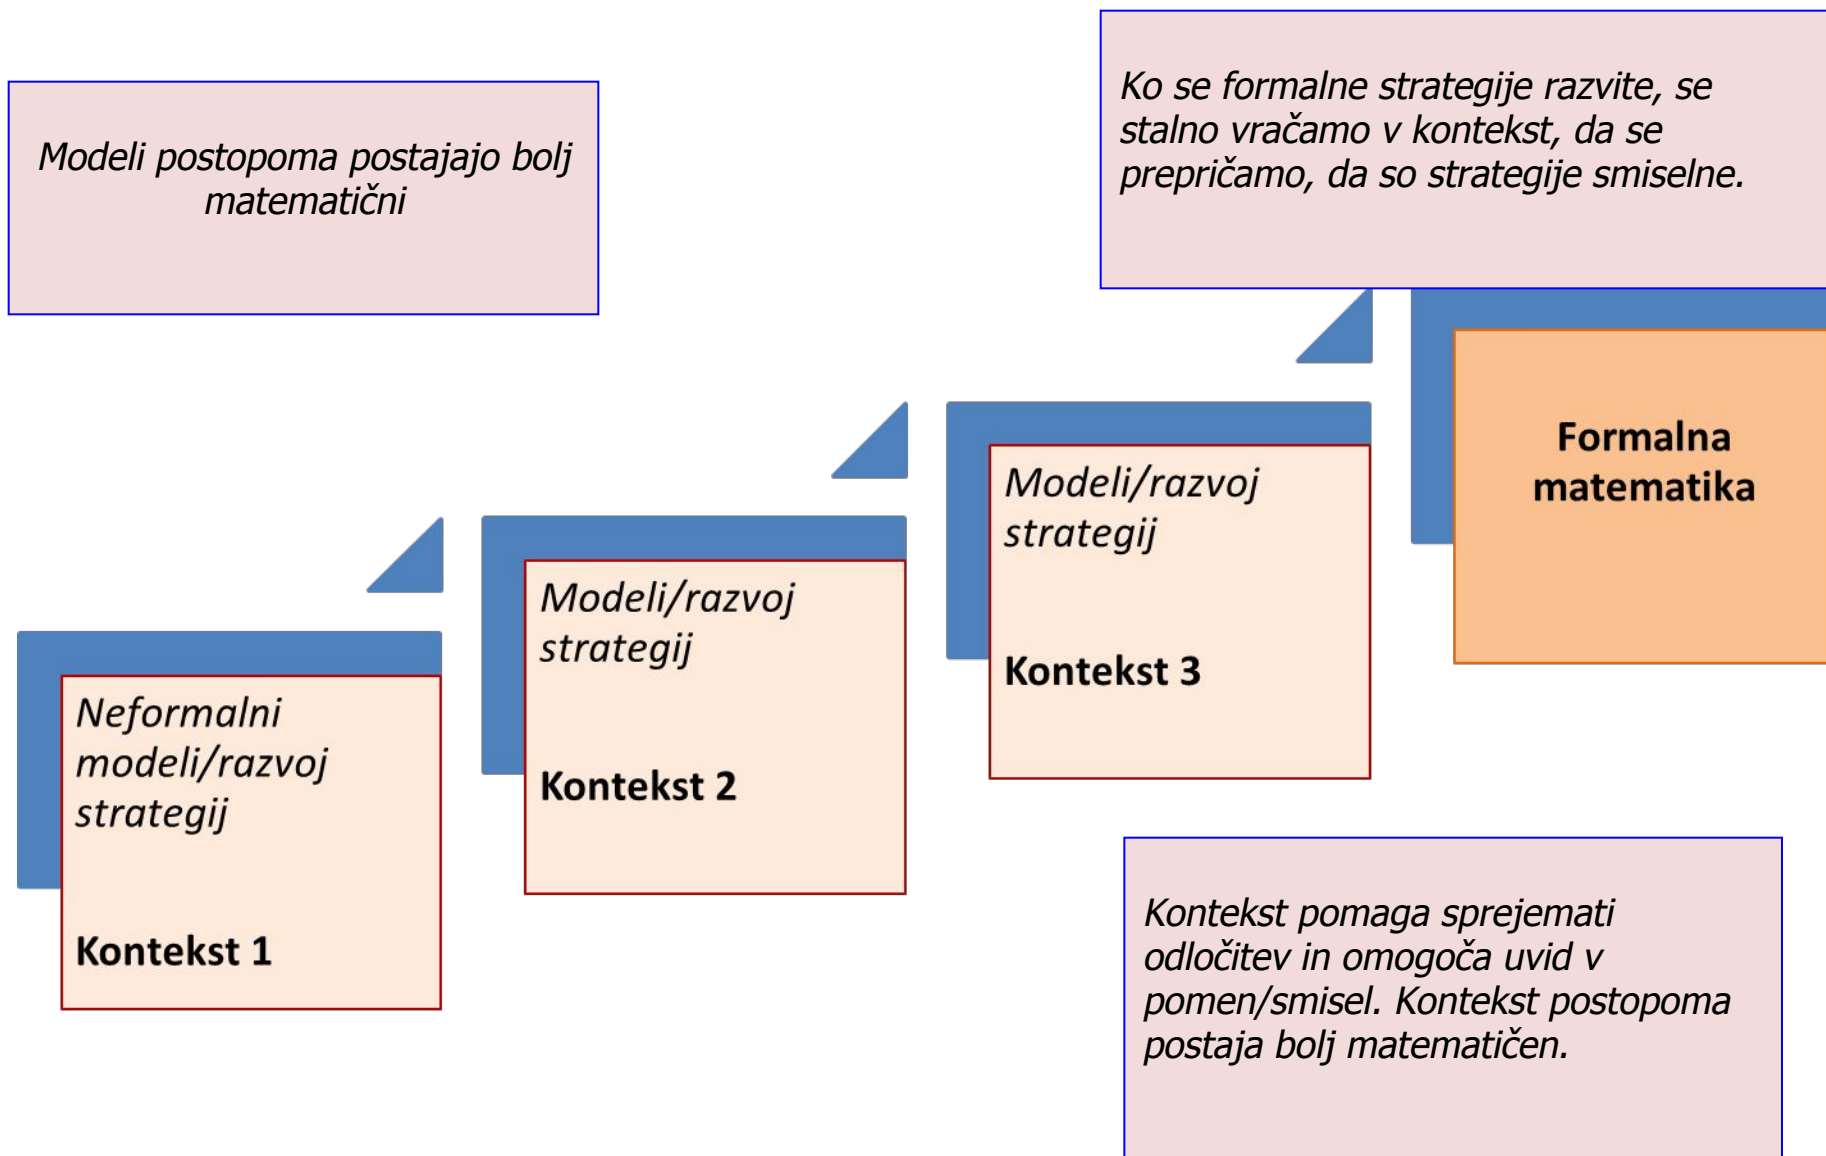 Modeli postopoma postajajo bolj
matematični
Ko se formalne strategije razvite, se
stalno vračamo v kontekst, da se
prepričamo, da so strategije smiselne.
Neformalni
modeli/razvoj
strategij
Kontekst 1
Modeli/razvoj
strategij
Kontekst 2
Modeli/razvoj
strategij
Kontekst 3
Formalna
matematika
Kontekst pomaga sprejemati
odločitev in omogoča uvid v
pomen/smisel. Kontekst postopoma
postaja bolj matematičen.